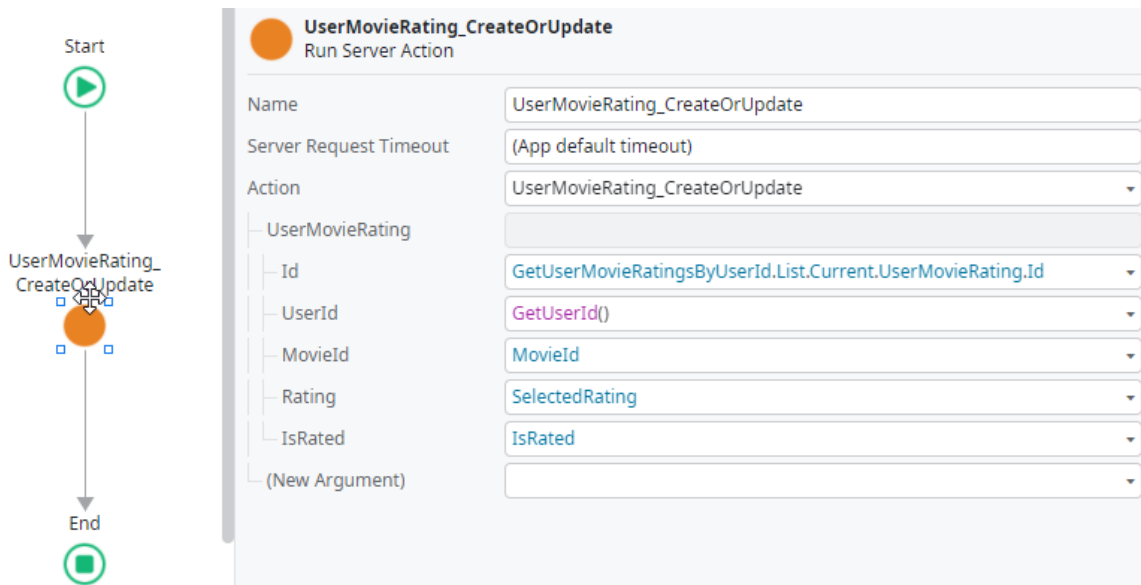 Start
UserMovieRating_
CreateOrUpdate
End
UserMovieRating_CreateOrUpdate
Run Server Action
Name UserMovieRating_CreateOrUpdate
Server Request Timeout (App default timeout)
Action UserMovieRating_CreateOrUpdate
UserMovieRating
Id GetUserMovieRatingsByUserId.List.Current.UserMovieRating.Id
UserId GetUserId()
MovieId MovieId
Rating SelectedRating
IsRated IsRated
(New Argument)